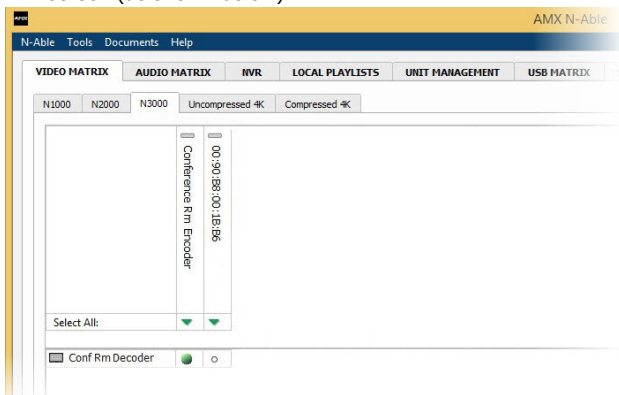 AMX
AMX N-Able
N-Able Tools Documents Help
VIDEO MATRIX AUDIO MATRIX NVR LOCAL PLAYLISTS UNIT MANAGEMENT USB MATRIX
N1000 N2000 N3000 Uncompressed 4K Compressed 4K
Conference Rm Encoder
00:90:B8:00:1B:B6
Select All:
Conf Rm Decoder